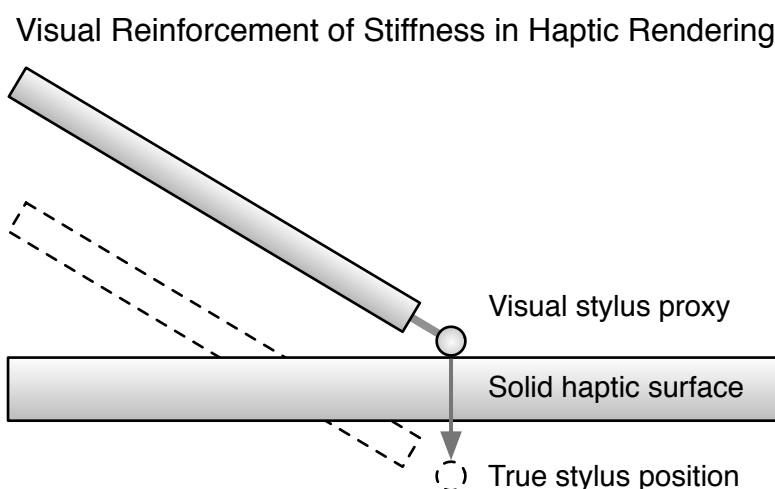 Visual Reinforcement of Stiffness in Haptic Rendering
Visual stylus proxy
Solid haptic surface
True stylus position